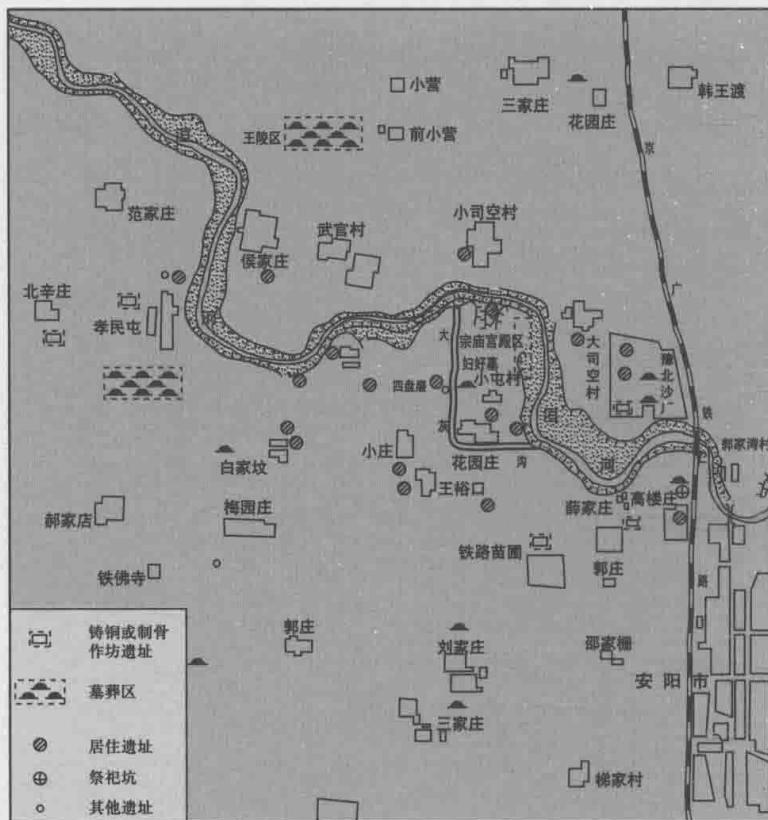 小营
三家庄
韩王渡
花园庄
王陵区
前小营
京
洹
范家庄
武官村
小司空村
侯家庄
北辛庄
广
孝民屯
河
大
宗庙宫殿区
大司空村
豫北沙厂
妇好墓
小屯村
四盘磨
铁
洹
灰
白家坟
小庄
花园庄
沟
河
郭家湾村
王裕口
薛家庄
高楼庄
郝家店
梅园庄
铁路苗圃
郭庄
铁佛寺
路
铸铜或制骨
作坊遗址
郭庄
刘家庄
邵家棚
墓葬区
安阳市
三家庄
居住遗址
祭祀坑
梯家村
其他遗址